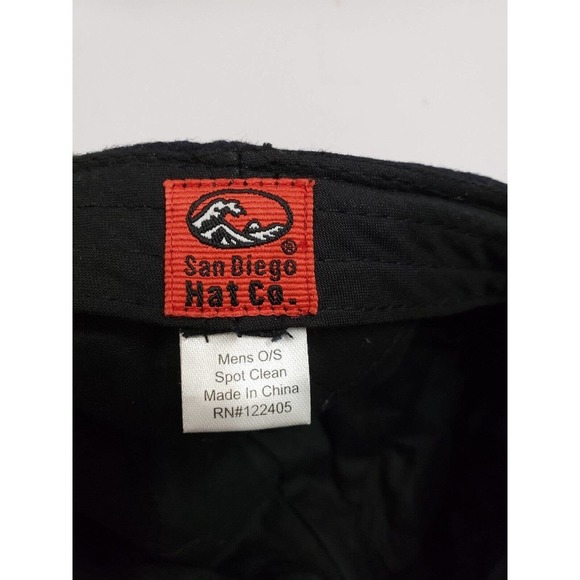 ®
San Diego
Hat Co.
Mens O/S
Spot Clean
Made In China
RN#122405